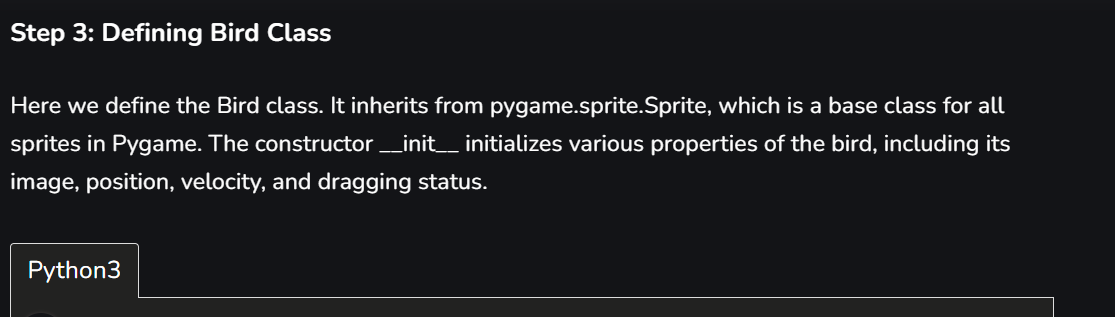 Step 3: Defining Bird Class
Here we define the Bird class. It inherits from pygame.sprite.Sprite, which is a base class for all
sprites in Pygame. The constructor __init__ initializes various properties of the bird, including its
image, position, velocity, and dragging status.
Python3